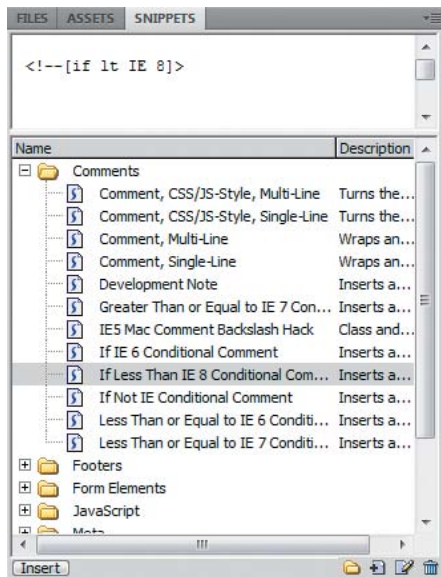 FILES ASSETS SNIPPETS
<!--[if lt IE 8]>
Name Description
Comments
Comment, CSS/JS-Style, Multi-Line Turns the...
Comment, CSS/JS-Style, Single-Line Turns the...
Comment, Multi-Line Wraps an...
Comment, Single-Line Wraps an...
Development Note Inserts a...
Greater Than or Equal to IE 7 Con... Inserts a...
IE5 Mac Comment Backslash Hack Class and...
If IE 6 Conditional Comment Inserts a...
If Less Than IE 8 Conditional Com... Inserts a...
If Not IE Conditional Comment Inserts a...
Less Than or Equal to IE 6 Conditi... Inserts a...
Less Than or Equal to IE 7 Conditi... Inserts a...
Footers
Form Elements
JavaScript
Meta
Insert